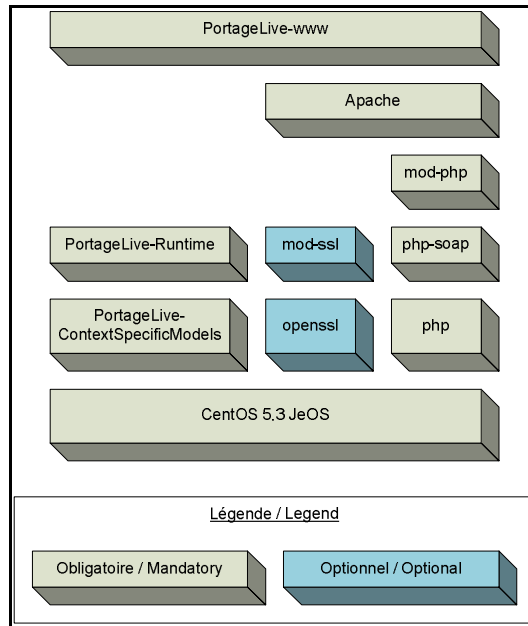 PortageLive-www
Apache
mod-php
PortageLive-Runtime
mod-ssl
php-soap
PortageLive-
ContextSpecificModels
openssl
php
CentOS 5.3 JeOS
Légende / Legend
Obligatoire / Mandatory
Optionnel / Optional